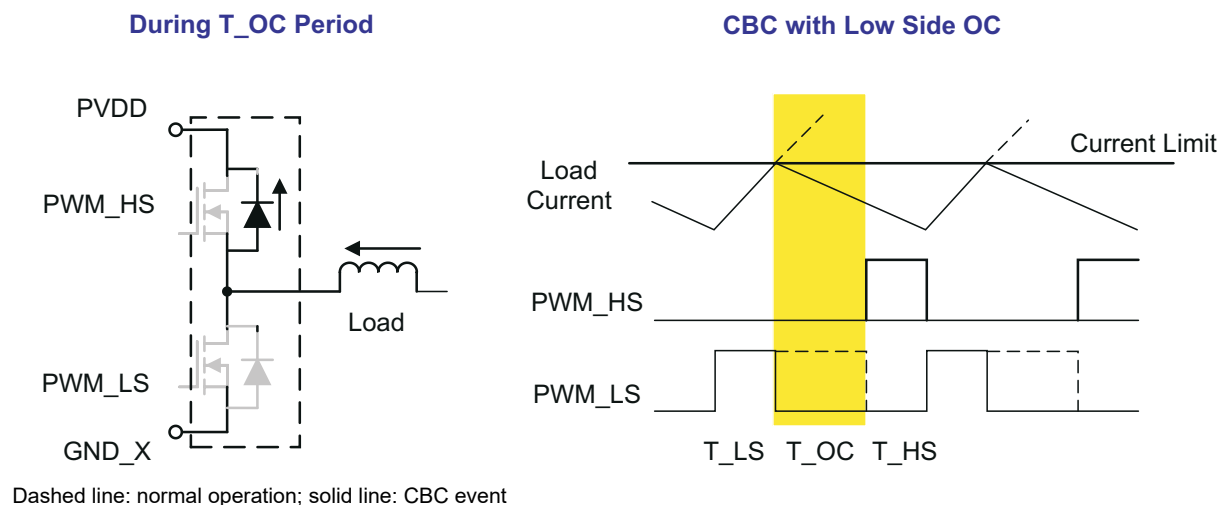 During T_OC Period
PVDD
PWM_HS
Load
PWM_LS
GND_X
CBC with Low Side OC
Current Limit
Load
Current
PWM_HS
PWM_LS
T_LS T_OC T_HS
Dashed line: normal operation; solid line: CBC event